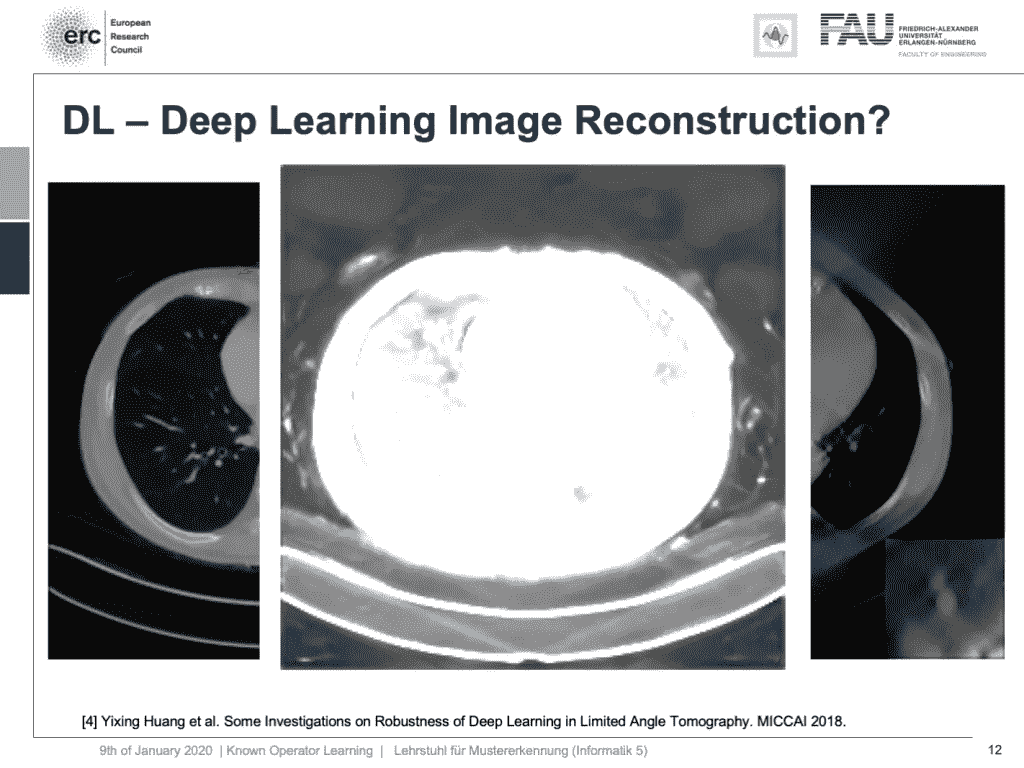 erc
European
Research
Council
FAU
FRIEDRICH-ALEXANDER
UNIVERSITÄT
ERLANGEN-NÜRNBERG
FACULTY OF ENGINEERING
DL – Deep Learning Image Reconstruction?
[4] Yixing Huang et al. Some Investigations on Robustness of Deep Learning in Limited Angle Tomography. MICCAI 2018.
9th of January 2020 | Known Operator Learning | Lehrstuhl für Mustererkennung (Informatik 5)
12